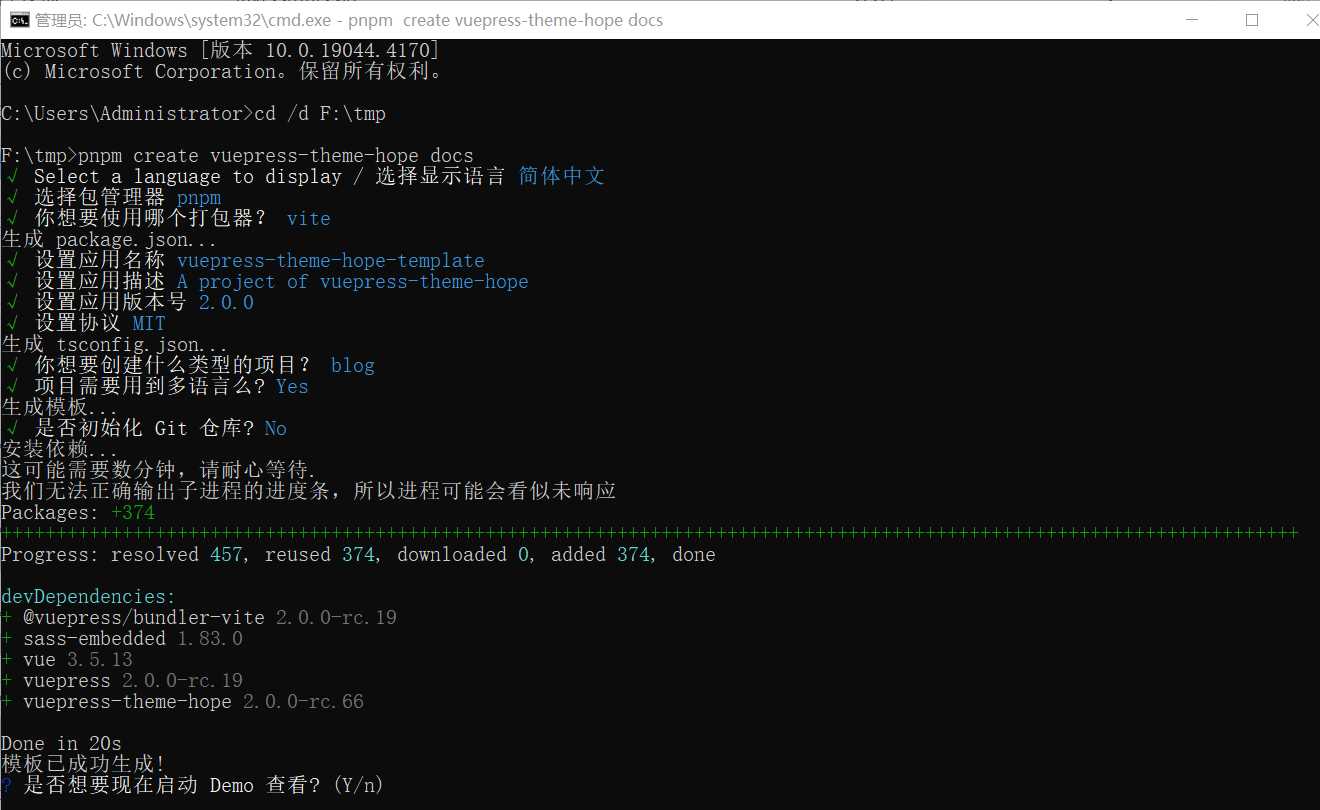 管理员: C:\Windows\system32\cmd.exe - pnpm  create vuepress-theme-hope docs
Microsoft Windows [版本 10.0.19044.4170]
(c) Microsoft Corporation。保留所有权利。
C:\Users\Administrator>cd /d F:\tmp
F:\tmp>pnpm create vuepress-theme-hope docs
√ Select a language to display / 选择显示语言 简体中文
√ 选择包管理器 pnpm
√ 你想要使用哪个打包器？ vite
生成 package.json...
√ 设置应用名称 vuepress-theme-hope-template
√ 设置应用描述 A project of vuepress-theme-hope
√ 设置应用版本号 2.0.0
√ 设置协议 MIT
生成 tsconfig.json...
√ 你想要创建什么类型的项目？ blog
√ 项目需要用到多语言么? Yes
生成模板...
√ 是否初始化 Git 仓库? No
安装依赖...
这可能需要数分钟，请耐心等待.
我们无法正确输出子进程的进度条，所以进程可能会看似未响应
Packages: +374
++++++++++++++++++++++++++++++++++++++++++++++++++++++++++++++++++++++++++++++++++++++++++++++++++++++++++++++++++++++
Progress: resolved 457, reused 374, downloaded 0, added 374, done
devDependencies:
+ @vuepress/bundler-vite 2.0.0-rc.19
+ sass-embedded 1.83.0
+ vue 3.5.13
+ vuepress 2.0.0-rc.19
+ vuepress-theme-hope 2.0.0-rc.66
Done in 20s
模板已成功生成!
? 是否想要现在启动 Demo 查看? (Y/n)